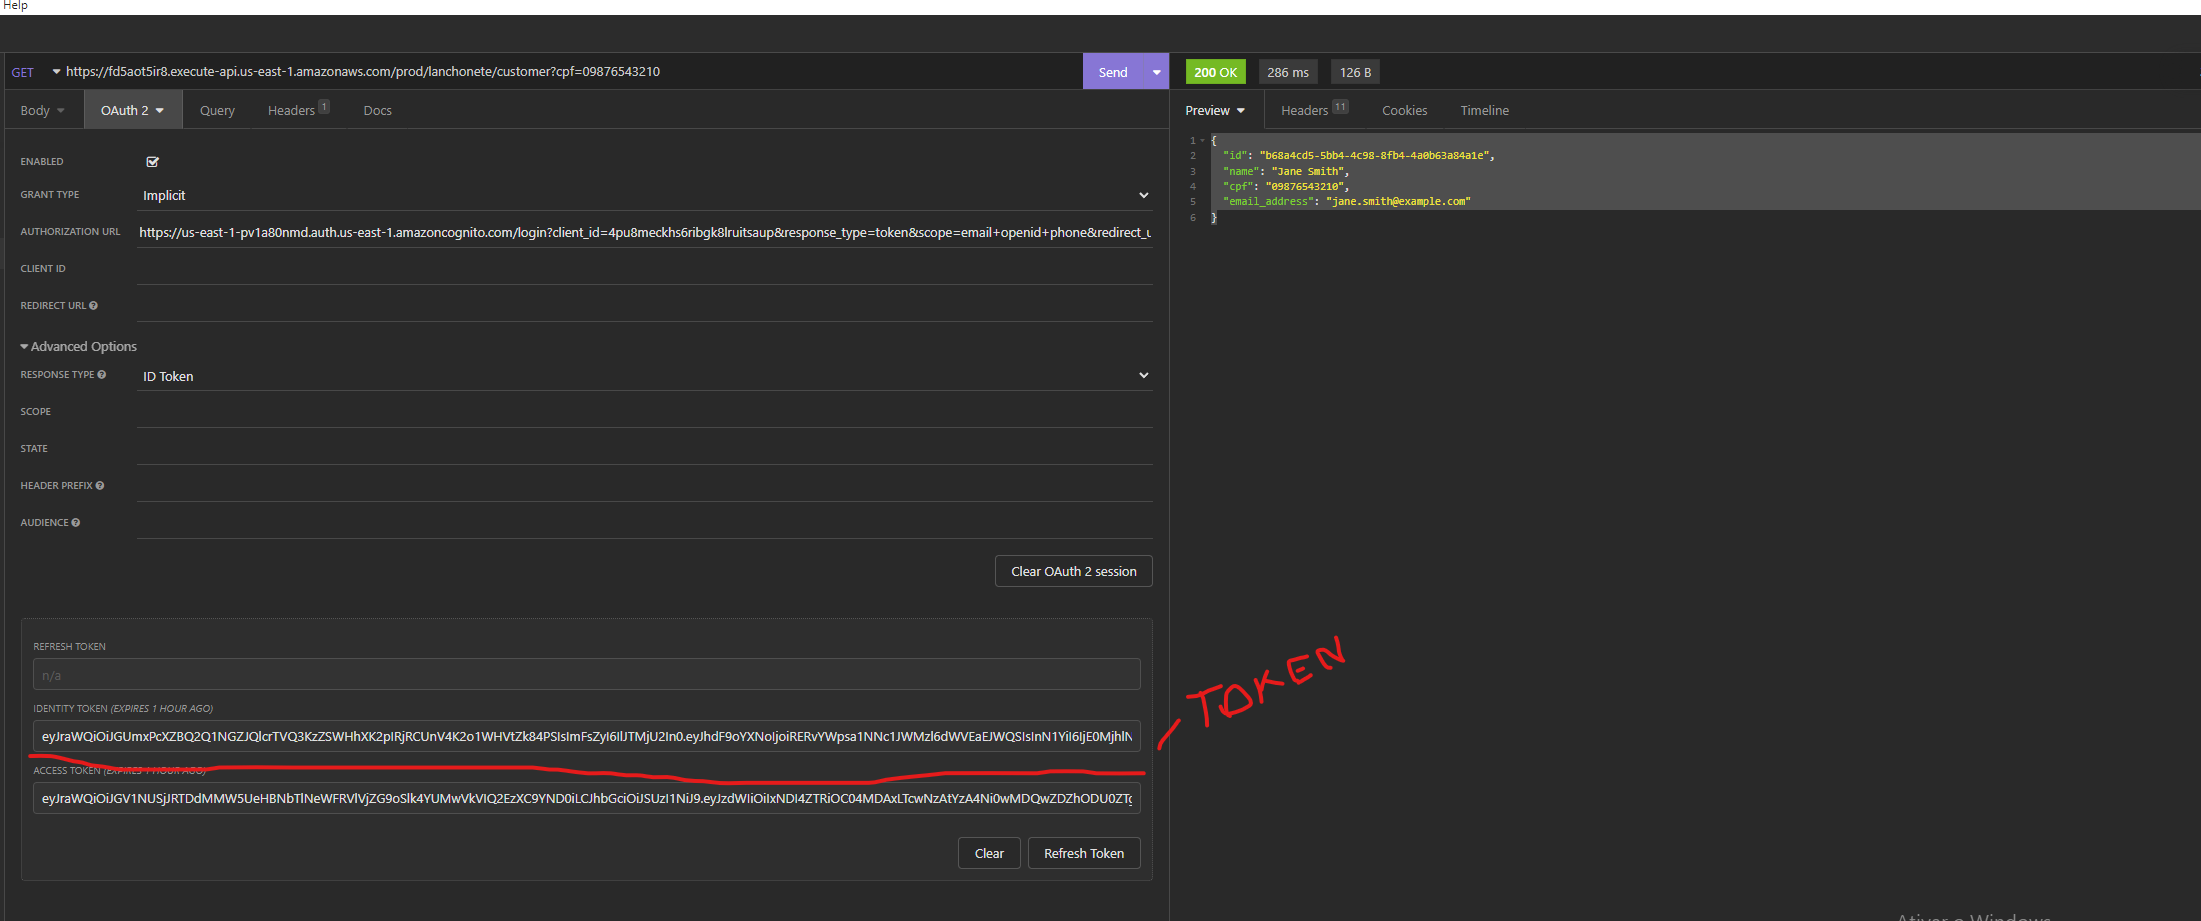 Help
GET https://fd5aot5ir8.execute-api.us-east-1.amazonaws.com/prod/lanchonete/customer?cpf=09876543210 Send
200 OK 286 ms 126 B
Body OAuth 2 Query Headers 1 Docs
Preview Headers 11 Cookies Timeline
ENABLED
GRANT TYPE Implicit
AUTHORIZATION URL https://us-east-1-pv1a80nmd.auth.us-east-1.amazoncognito.com/login?client_id=4pu8meckhs6ribgk8lruitsaup&response_type=token&scope=email+openid+phone&redirect_u
CLIENT ID
REDIRECT URL
Advanced Options
RESPONSE TYPE ID Token
SCOPE
STATE
HEADER PREFIX
AUDIENCE
Clear OAuth 2 session
REFRESH TOKEN
n/a
IDENTITY TOKEN (EXPIRES 1 HOUR AGO)
ACCESS TOKEN (EXPIRES 1 HOUR AGO)
Clear Refresh Token
1 {
2 "id": "b68a4cd5-5bb4-4c98-8fb4-4a0b63a84a1e",
3 "name": "Jane Smith",
4 "cpf": "09876543210",
5 "email_address": "jane.smith@example.com"
6 }
TOKEN
Ativar o Windows